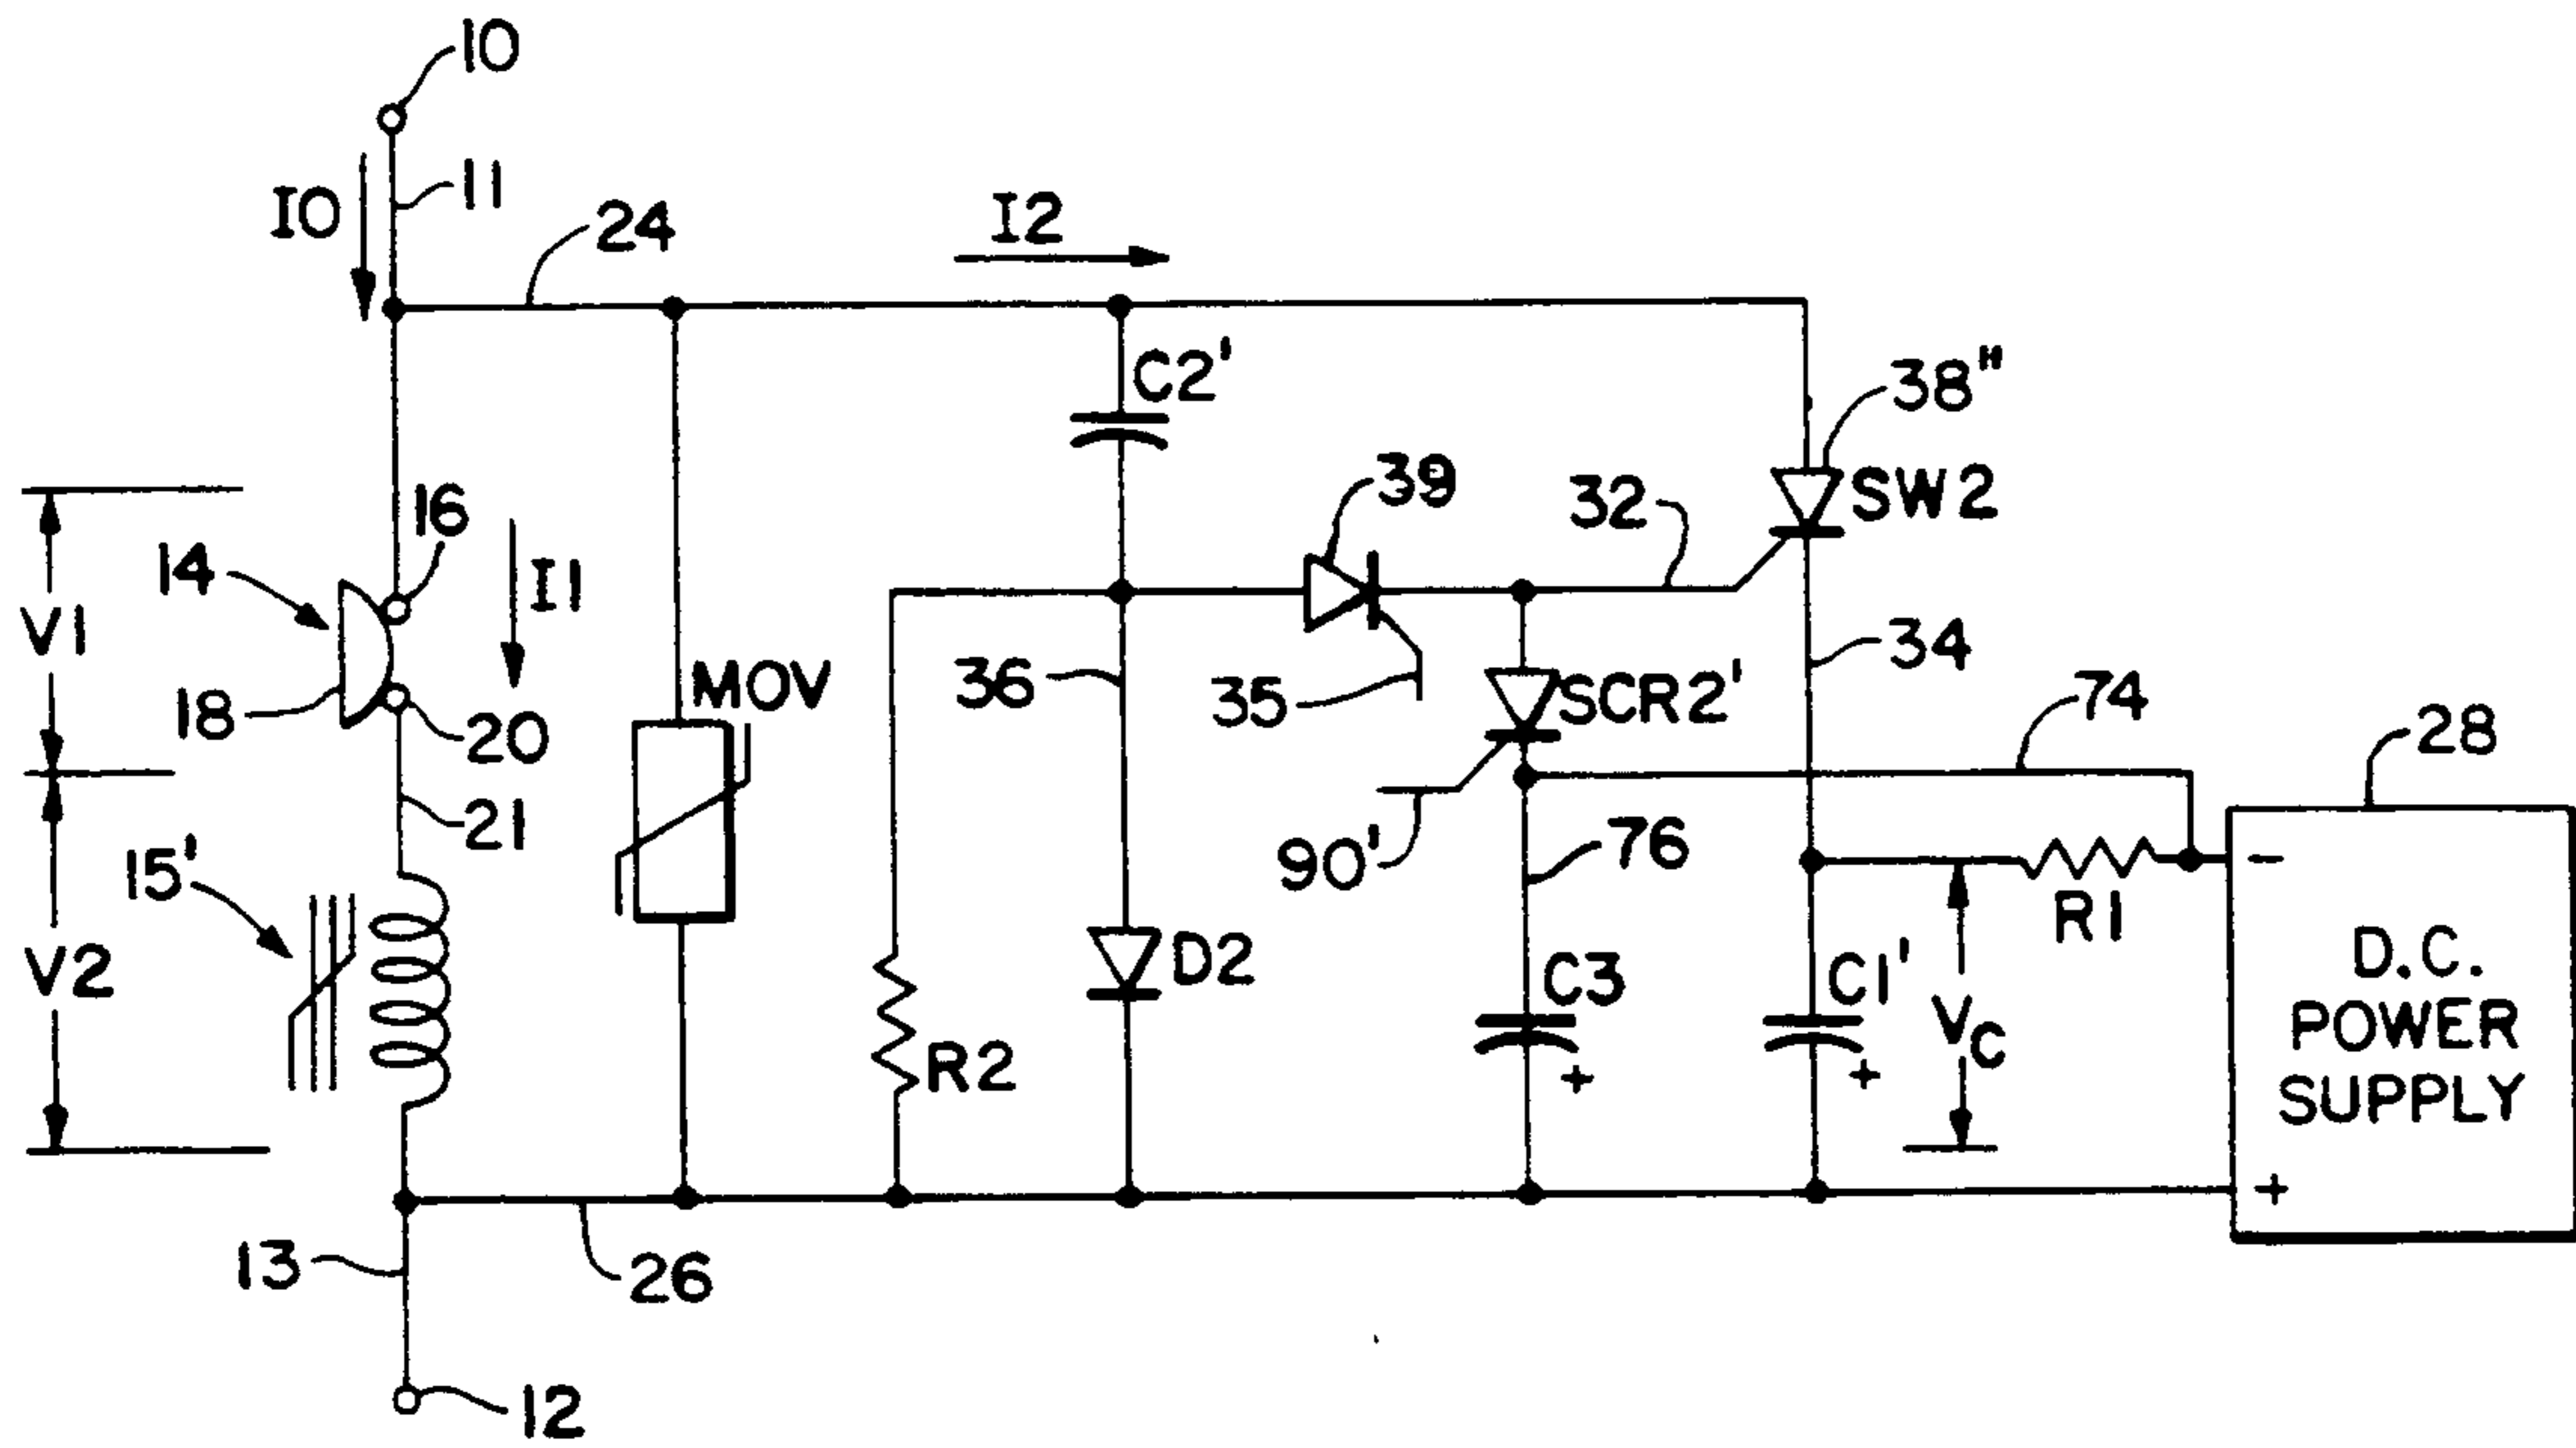 10
11
I0
24
I2
C2'
38"
16
39
32
SW2
14
I1
V1
34
MOV
36
35
SCR2'
74
18
20
28
21
90'
76
15'
−
R1
V2
D2
C3
C1'
D.C.
POWER
SUPPLY
VC
R2
+
+
+
13
26
12